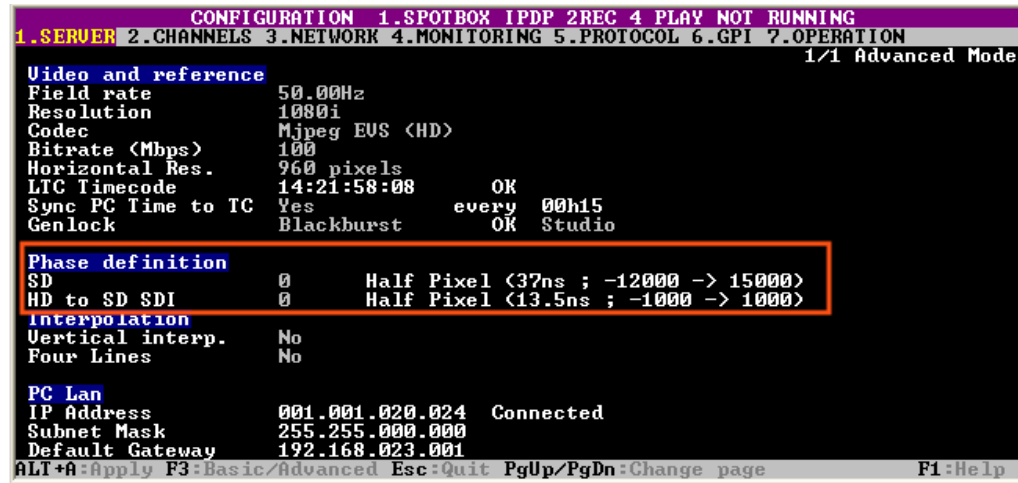 CONFIGURATION 1.SPOTBOX IPDP 2REC 4 PLAY NOT RUNNING
1.SERVER 2.CHANNELS 3.NETWORK 4.MONITORING 5.PROTOCOL 6.GPI 7.OPERATION
1/1 Advanced Mode
Video and reference
Field rate 50.00Hz
Resolution 1080i
Codec Mjpeg EVS (HD)
Bitrate (Mbps) 100
Horizontal Res. 960 pixels
LTC Timecode 14:21:58:08 OK
Sync PC Time to TC Yes every 00h15
Genlock Blackburst OK Studio
Phase definition
SD 0 Half Pixel (37ns ; -12000 -> 15000)
HD to SD SDI 0 Half Pixel (13.5ns ; -1000 -> 1000)
Interpolation
Vertical interp. No
Four Lines No
PC Lan
IP Address 001.001.020.024 Connected
Subnet Mask 255.255.000.000
Default Gateway 192.168.023.001
ALT+A:Apply F3:Basic/Advanced Esc:Quit PgUp/PgDn:Change page F1:Help